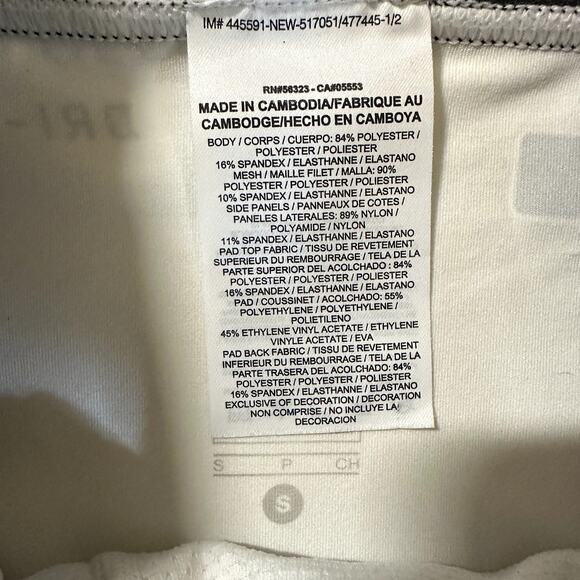 IM# 445591-NEW-517051/477445-1/2
RN#56323 - CA#05553
MADE IN CAMBODIA/FABRIQUE AU
CAMBODGE/HECHO EN CAMBOYA
BODY / CORPS / CUERPO: 84% POLYESTER /
POLYESTER / POLIESTER
16% SPANDEX / ELASTHANNE / ELASTANO
MESH / MAILLE FILET / MALLA: 90%
POLYESTER / POLYESTER / POLIESTER
10% SPANDEX / ELASTHANNE / ELASTANO
SIDE PANELS / PANNEAUX DE COTES /
PANELES LATERALES: 89% NYLON /
POLYAMIDE / NYLON
11% SPANDEX / ELASTHANNE / ELASTANO
PAD TOP FABRIC / TISSU DE REVETEMENT
SUPERIEUR DU REMBOURRAGE / TELA DE LA
PARTE SUPERIOR DEL ACOLCHADO : 84%
POLYESTER / POLYESTER / POLIESTER
16% SPANDEX / ELASTHANNE / ELASTANO
PAD / COUSSINET / ACOLCHADO: 55%
POLYETHYLENE / POLYETHYLENE /
POLIETILENO
45% ETHYLENE VINYL ACETATE / ETHYLENE
VINYLE ACETATE / EVA
PAD BACK FABRIC / TISSU DE REVETEMENT
INFERIEUR DU REMBOURRAGE / TELA DE LA
PARTE TRASERA DEL ACOLCHADO: 84%
POLYESTER / POLYESTER / POLIESTER
16% SPANDEX / ELASTHANNE / ELASTANO
EXCLUSIVE OF DECORATION / DECORATION
NON COMPRISE / NO INCLUYE LA
DECORACION
S P CH
S